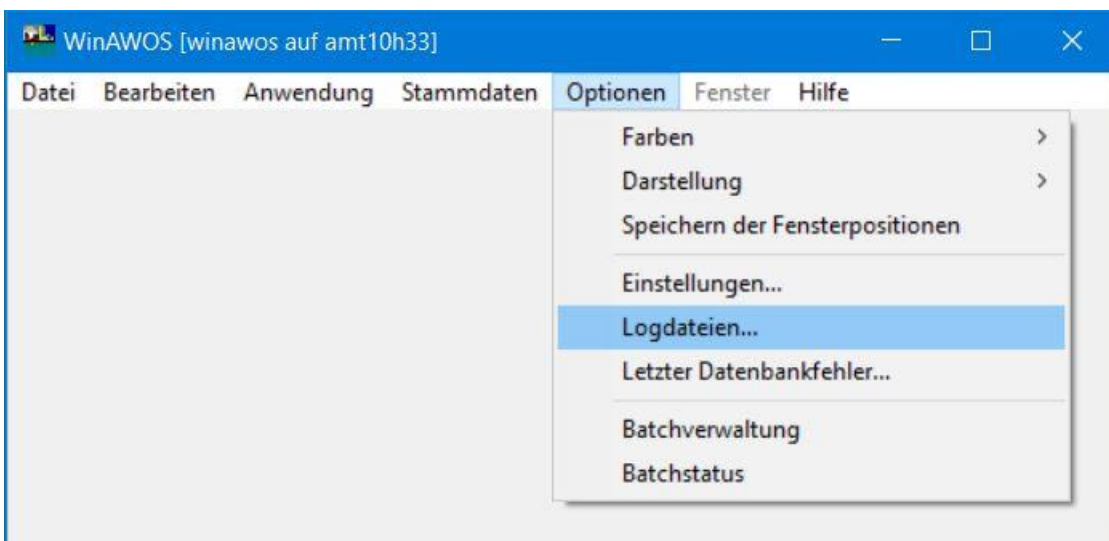 WinAWOS [winawos auf amt10h33]
Datei Bearbeiten Anwendung Stammdaten Optionen Fenster Hilfe
Farben
Darstellung
Speichern der Fensterpositionen
Einstellungen...
Logdateien...
Letzter Datenbankfehler...
Batchverwaltung
Batchstatus